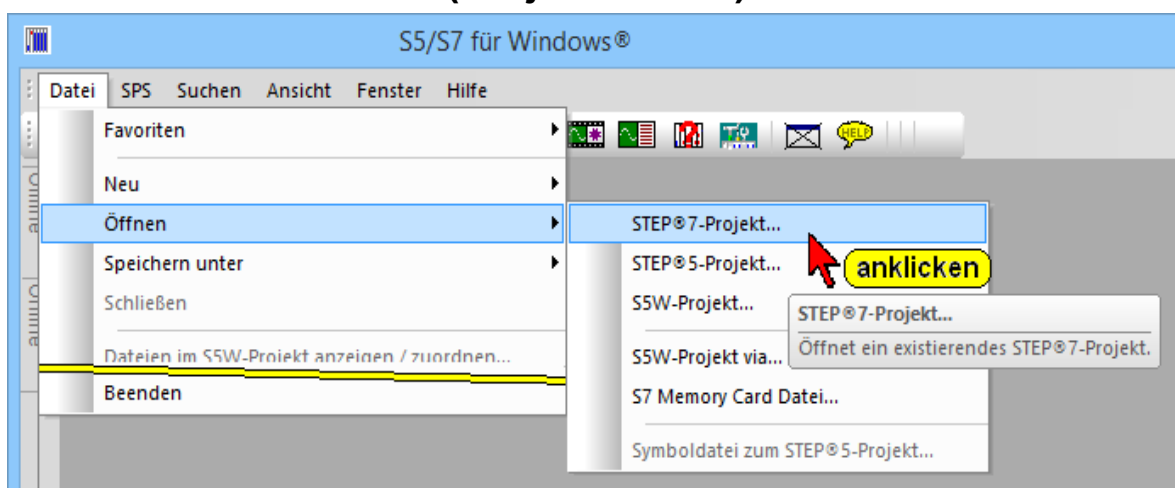 S5/S7 für Windows®
Datei SPS Suchen Ansicht Fenster Hilfe
Favoriten
HELP
Neu
Öffnen
STEP®7-Projekt...
Speichern unter
STEP®5-Projekt...
anklicken
Schließen
S5W-Projekt...
STEP®7-Projekt...
Öffnet ein existierendes STEP®7-Projekt.
Dateien im S5W-Projekt anzeigen / zuordnen...
S5W-Projekt via...
Beenden
S7 Memory Card Datei...
Symboldatei zum STEP®5-Projekt...